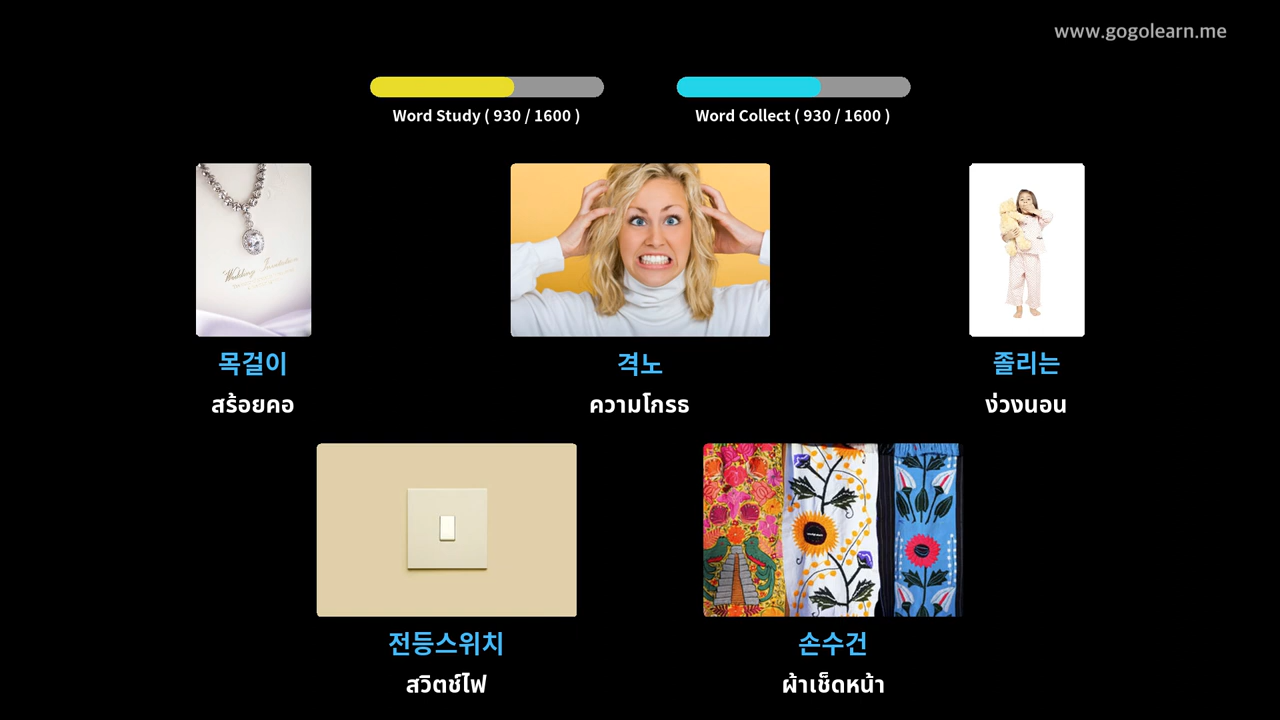 www.gogolearn.me
Word Study ( 930 / 1600 )
Word Collect ( 930 / 1600 )
Wedding Invitation
목걸이
สร้อยคอ
격노
ความโกรธ
졸리는
ง่วงนอน
전등스위치
สวิตช์ไฟ
손수건
ผ้าเช็ดหน้า